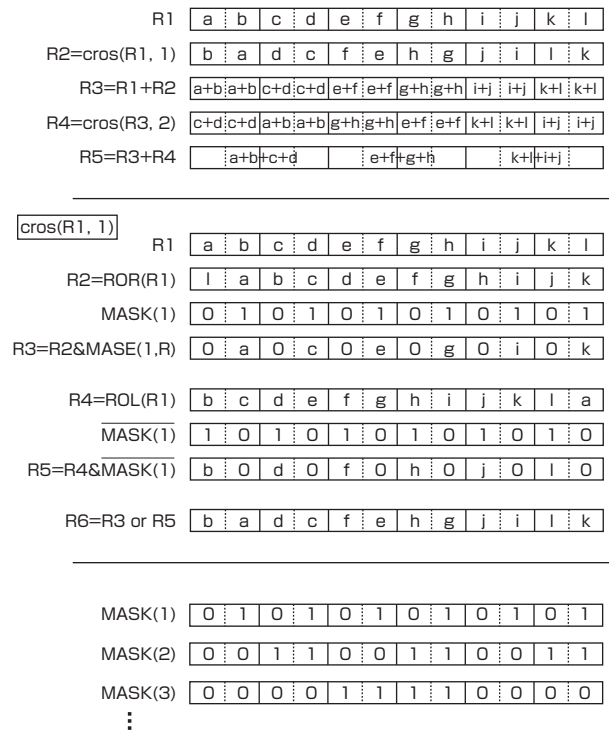 R1 a b c d e f g h i j k l
R2=cros(R1, 1) b a d c f e h g j i l k
R3=R1+R2 a+b a+b c+d c+d e+f e+f g+h g+h i+j i+j k+l k+l
R4=cros(R3, 2) c+d c+d a+b a+b g+h g+h e+f e+f k+l k+l i+j i+j
R5=R3+R4 a+b+c+d e+f+g+h k+l+i+j
cros(R1, 1)
R1 a b c d e f g h i j k l
R2=ROR(R1) l a b c d e f g h i j k
MASK(1) 0 1 0 1 0 1 0 1 0 1 0 1
R3=R2&MASE(1,R) 0 a 0 c 0 e 0 g 0 i 0 k
R4=ROL(R1) b c d e f g h i j k l a
MASK(1) 1 0 1 0 1 0 1 0 1 0 1 0
R5=R4&MASK(1) b 0 d 0 f 0 h 0 j 0 l 0
R6=R3 or R5 b a d c f e h g j i l k
MASK(1) 0 1 0 1 0 1 0 1 0 1 0 1
MASK(2) 0 0 1 1 0 0 1 1 0 0 1 1
MASK(3) 0 0 0 0 1 1 1 1 0 0 0 0
⋮